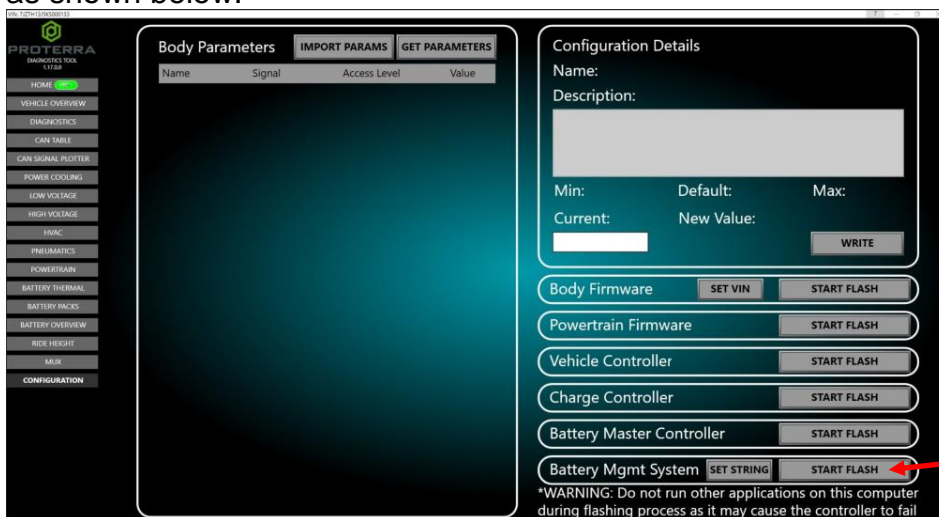 as shown below.
PROTERRA
DIAGNOSTICS TOOL
1.17.0.0
HOME
VEHICLE OVERVIEW
DIAGNOSTICS
CAN TABLE
CAN SIGNAL PLOTTER
POWER COOLING
LOW VOLTAGE
HIGH VOLTAGE
HVAC
PNEUMATICS
POWERTRAIN
BATTERY THERMAL
BATTERY PACKS
BATTERY OVERVIEW
RIDE HEIGHT
MUX
CONFIGURATION
Body Parameters IMPORT PARAMS GET PARAMETERS
Name Signal Access Level Value
Configuration Details
Name:
Description:
Min: Default: Max:
Current: New Value:
WRITE
Body Firmware SET VIN START FLASH
Powertrain Firmware START FLASH
Vehicle Controller START FLASH
Charge Controller START FLASH
Battery Master Controller START FLASH
Battery Mgmt System SET STRING START FLASH
*WARNING: Do not run other applications on this computer
during flashing process as it may cause the controller to fail